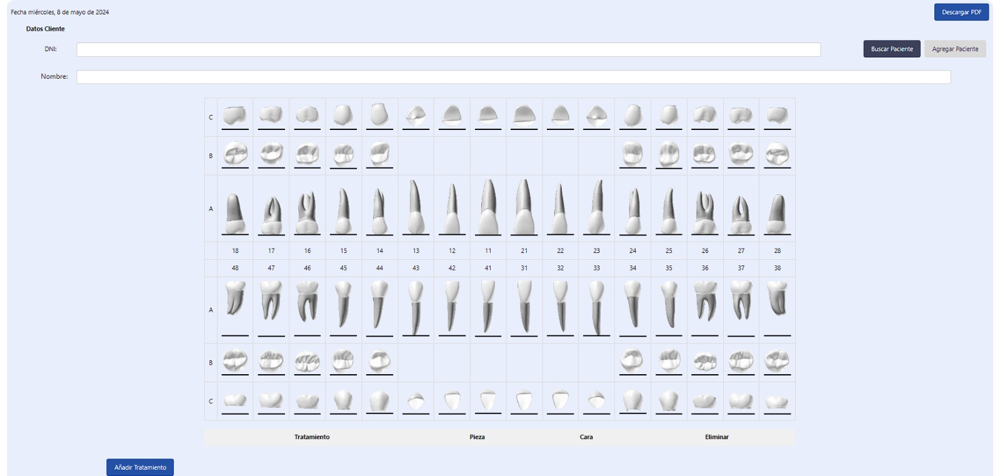 Fecha miércoles, 8 de mayo de 2024
Descargar PDF
Datos Cliente
DNI:
Buscar Paciente
Agregar Paciente
Nombre:
C
B
A
18 17 16 15 14 13 12 11 21 22 23 24 25 26 27 28
48 47 46 45 44 43 42 41 31 32 33 34 35 36 37 38
A
B
C
Tratamiento Pieza Cara Eliminar
Añadir Tratamiento